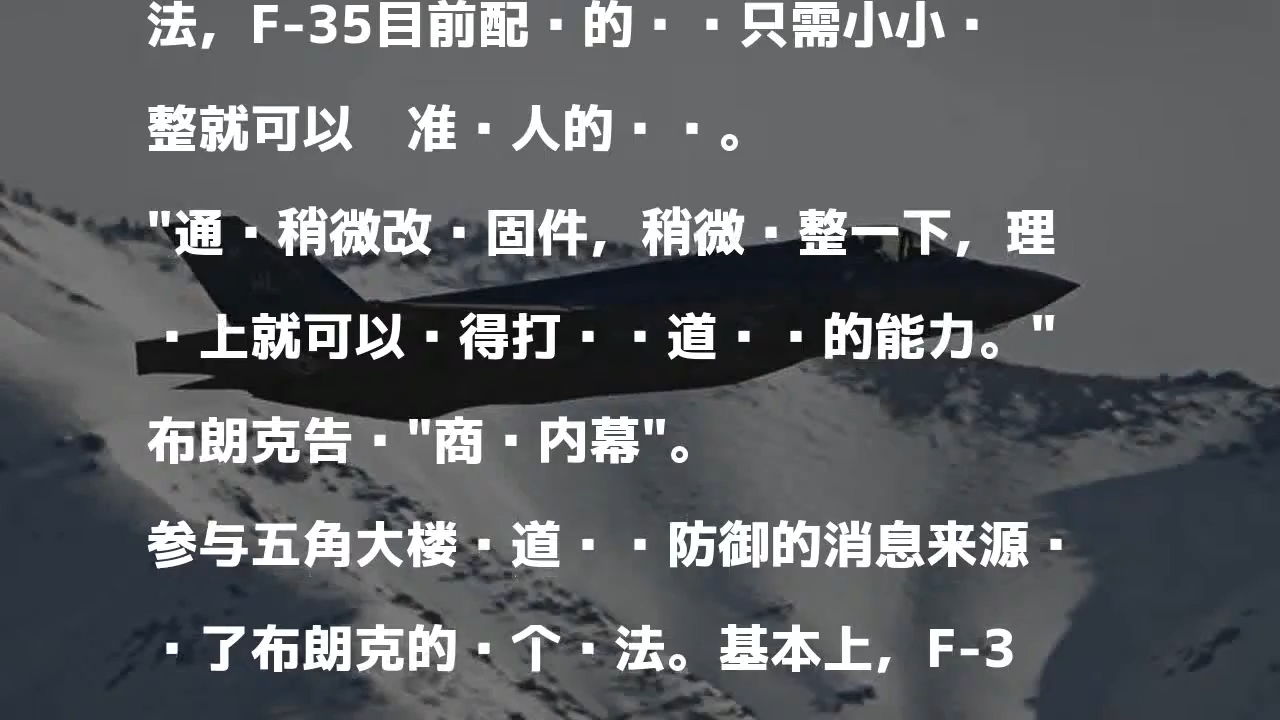 法，F-35目前配·的··只需小小·
整就可以　准·人的··。
"通·稍微改·固件，稍微·整一下，理
·上就可以·得打··道··的能力。"
布朗克告·"商·内幕"。
参与五角大楼·道　··防御的消息来源·
·了布朗克的·个·法。基本上，F-3